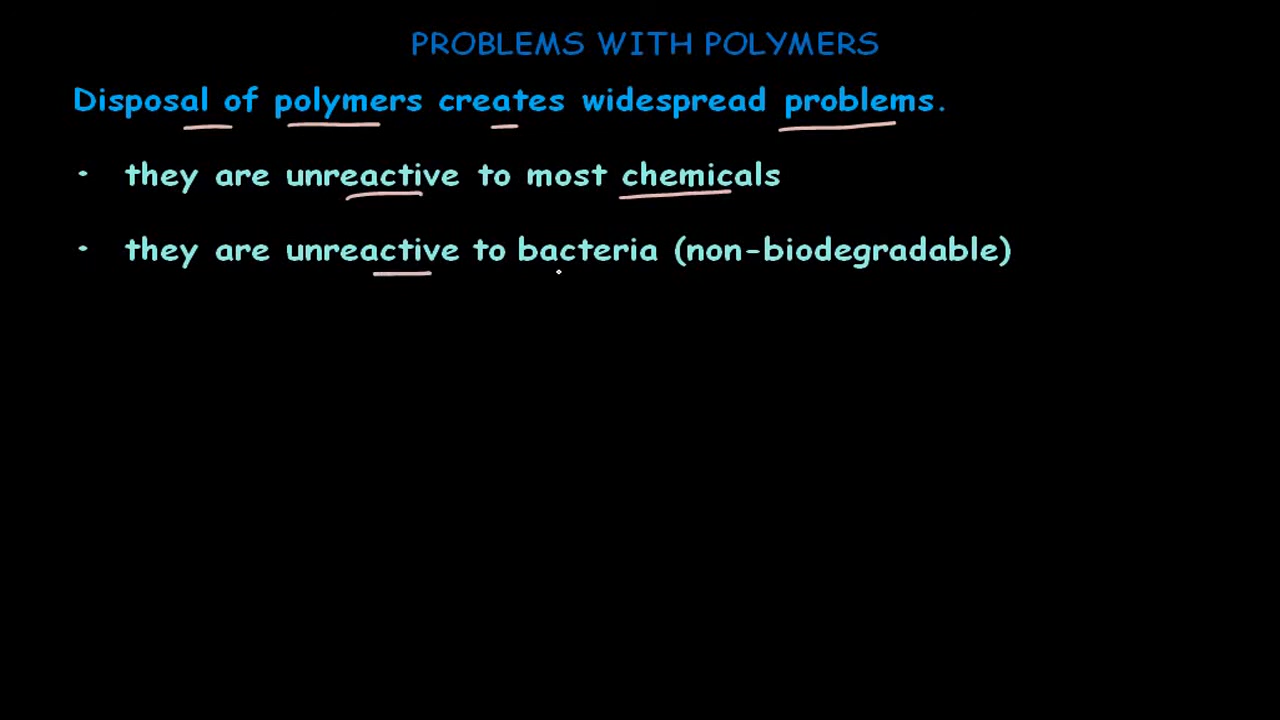 PROBLEMS WITH POLYMERS
Disposal of polymers creates widespread problems.
· they are unreactive to most chemicals
· they are unreactive to bacteria (non-biodegradable)